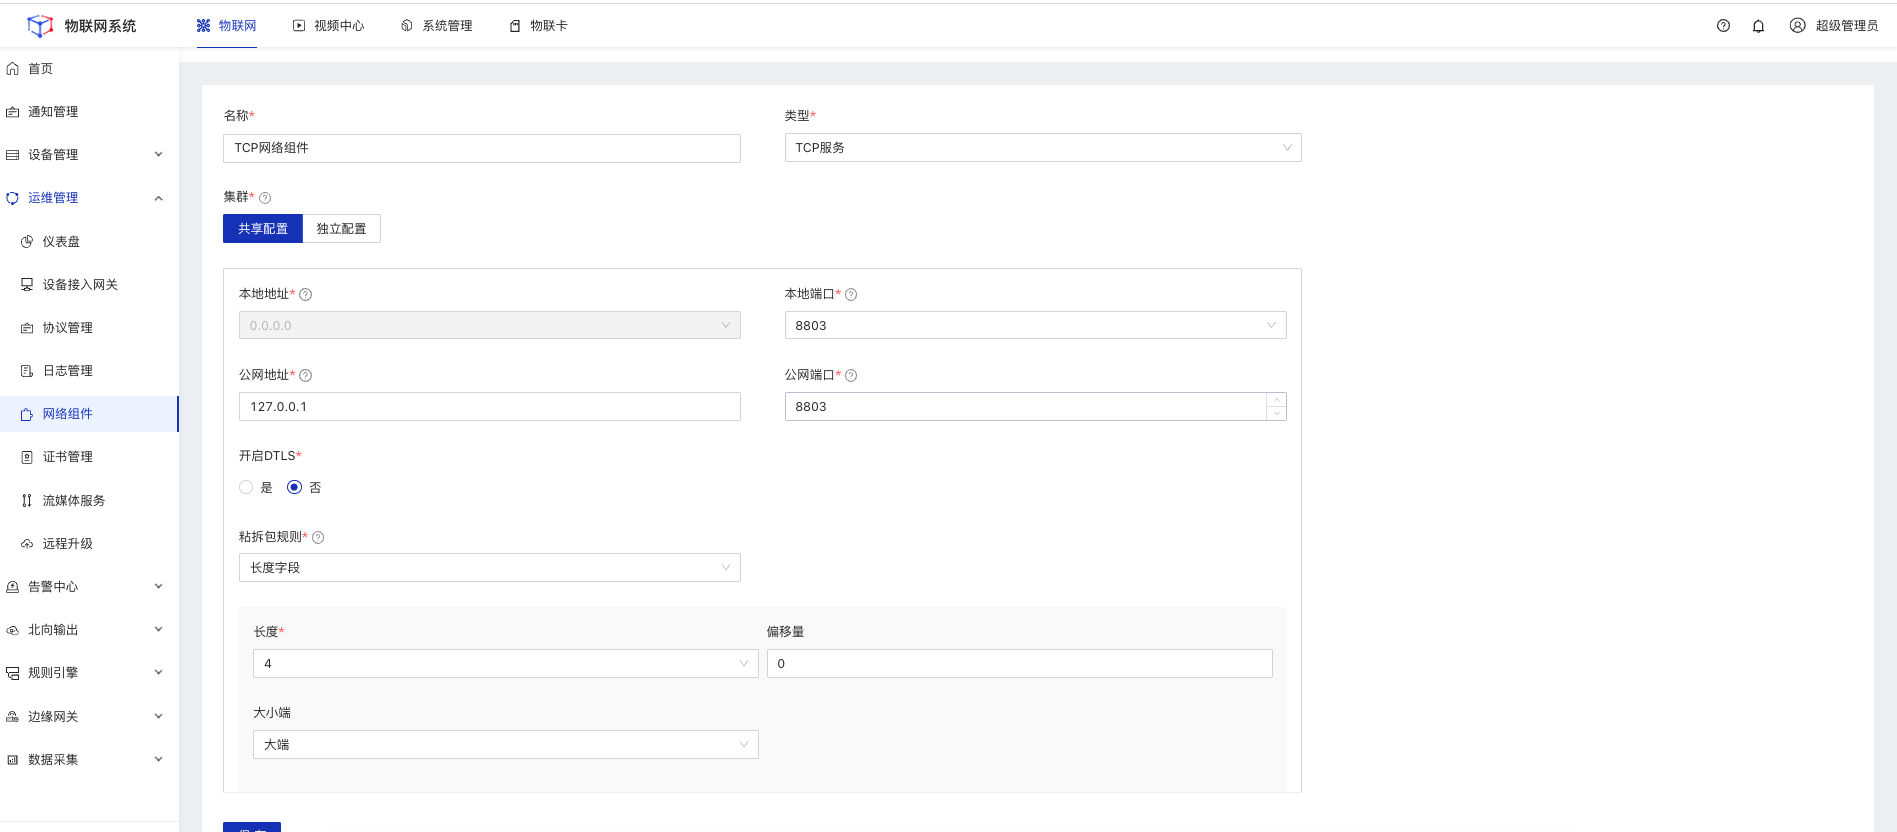 物联网系统
物联网
视频中心
系统管理
物联卡
超级管理员
首页
通知管理
设备管理
运维管理
仪表盘
设备接入网关
协议管理
日志管理
网络组件
证书管理
流媒体服务
远程升级
告警中心
北向输出
规则引擎
边缘网关
数据采集
名称*
TCP网络组件
类型*
TCP服务
集群*
共享配置
独立配置
本地地址*
0.0.0.0
本地端口*
8803
公网地址*
127.0.0.1
公网端口*
8803
开启DTLS*
是
否
粘拆包规则*
长度字段
长度*
4
偏移量
0
大小端
大端